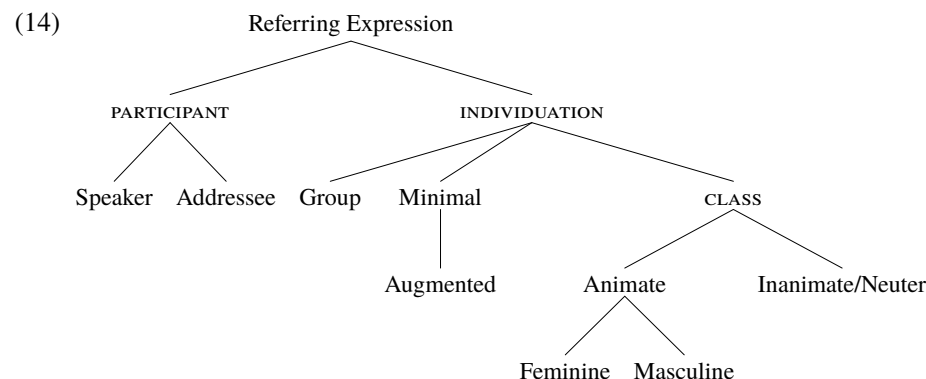 (14) Referring Expression
PARTICIPANT INDIVIDUATION
Speaker Addressee Group Minimal CLASS
Augmented Animate Inanimate/Neuter
Feminine Masculine